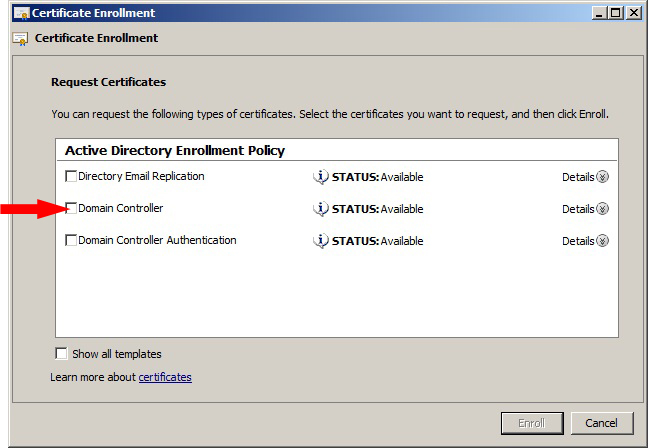 Certificate Enrollment
Certificate Enrollment
Request Certificates
You can request the following types of certificates. Select the certificates you want to request, and then click Enroll.
Active Directory Enrollment Policy
Directory Email Replication STATUS: Available Details
Domain Controller STATUS: Available Details
Domain Controller Authentication STATUS: Available Details
Show all templates
Learn more about certificates
Enroll Cancel